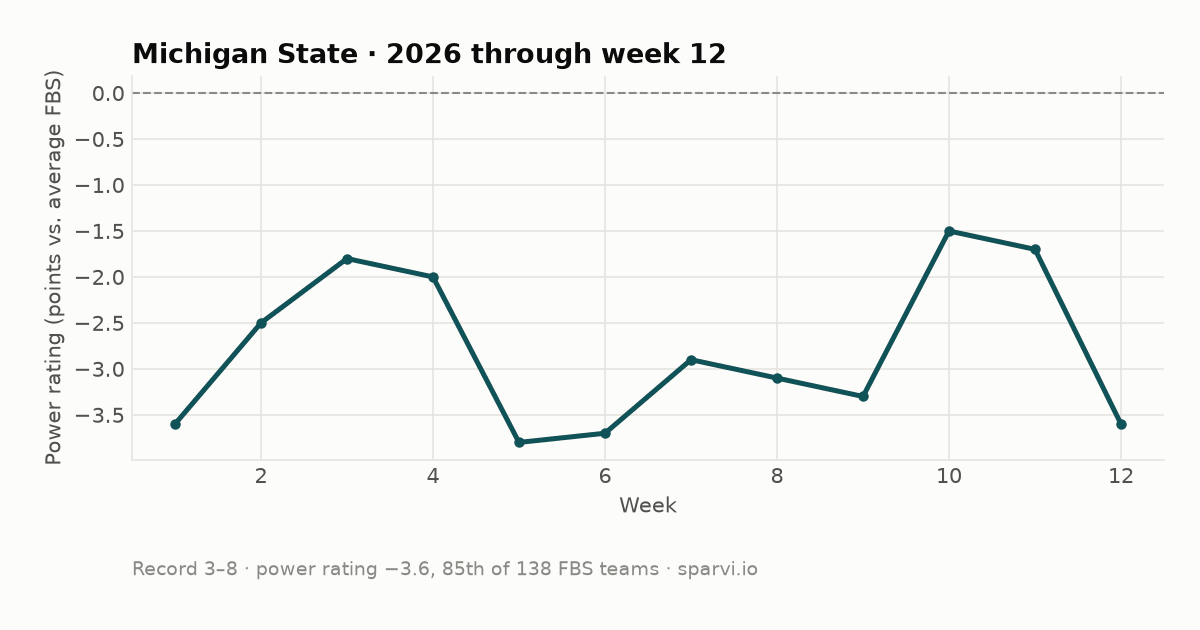 Michigan State · 2026 through week 12
Power rating (points vs. average FBS)
0.0
−0.5
−1.0
−1.5
−2.0
−2.5
−3.0
−3.5
2 4 6 8 10 12
Week
Record 3–8 · power rating −3.6, 85th of 138 FBS teams · sparvi.io